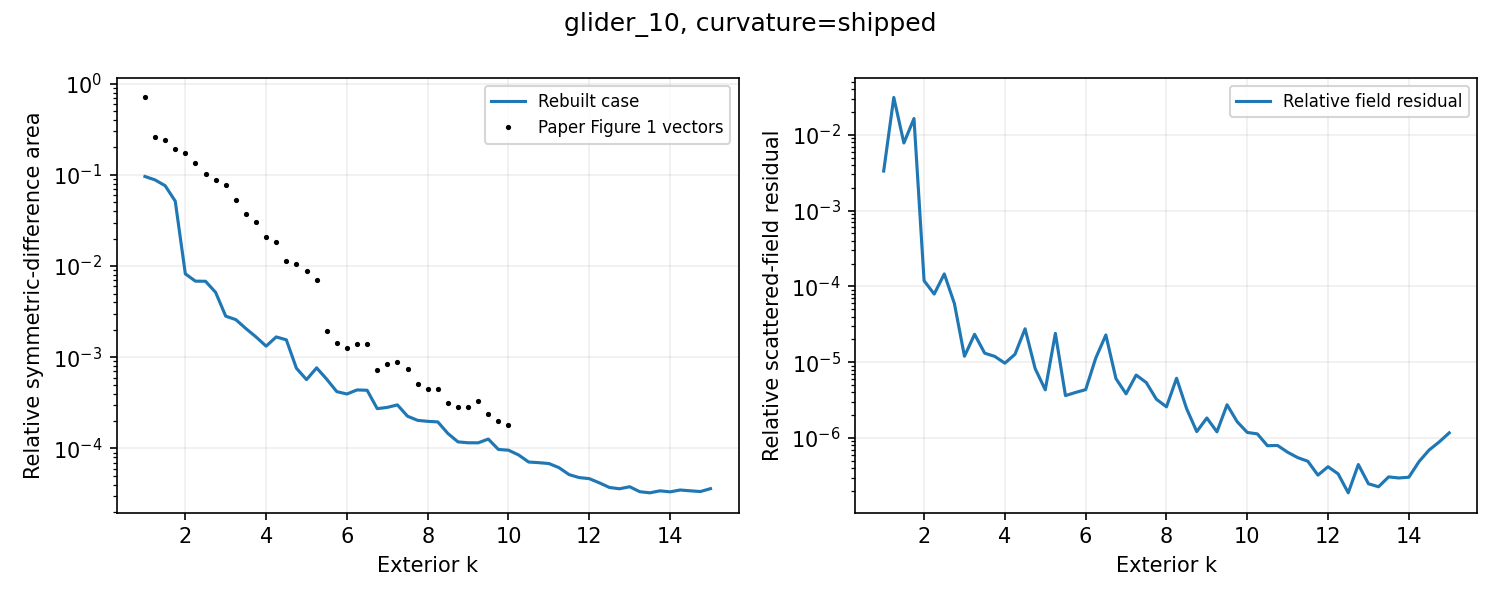 glider_10, curvature=shipped
Relative symmetric-difference area
10⁰
10⁻¹
10⁻²
10⁻³
10⁻⁴
Rebuilt case
Paper Figure 1 vectors
2 4 6 8 10 12 14
Exterior k
Relative scattered-field residual
10⁻²
10⁻³
10⁻⁴
10⁻⁵
10⁻⁶
Relative field residual
2 4 6 8 10 12 14
Exterior k